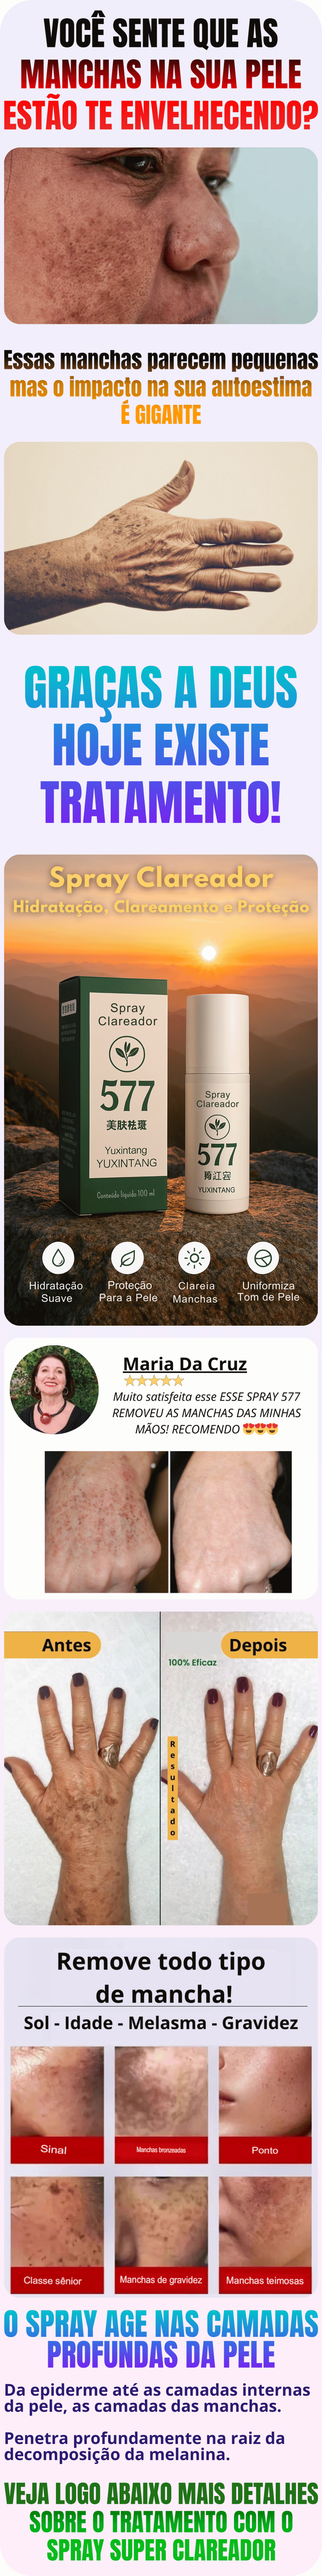 VOCÊ SENTE QUE AS
MANCHAS NA SUA PELE
ESTÃO TE ENVELHECENDO?
Essas manchas parecem pequenas
mas o impacto na sua autoestima
É GIGANTE
GRAÇAS A DEUS
HOJE EXISTE
TRATAMENTO!
Spray Clareador
Hidratação, Clareamento e Proteção
Spray
Clareador
577
美肤祛斑
Yuxintang
YUXINTANG
Conteúdo líquido 100 ml
Spray
Clareador
577
YUXINTANG
Hidratação
Suave
Proteção
Para a Pele
Clareia
Manchas
Uniformiza
Tom de Pele
Maria Da Cruz
Muito satisfeita esse ESSE SPRAY 577
REMOVEU AS MANCHAS DAS MINHAS
MÃOS! RECOMENDO 😍😍😍
Antes
Depois
100% Eficaz
Resultado
Remove todo tipo
de mancha!
Sol - Idade - Melasma - Gravidez
Sinal
Manchas bronzeadas
Ponto
Classe sênior
Manchas de gravidez
Manchas teimosas
O SPRAY AGE NAS CAMADAS
PROFUNDAS DA PELE
Da epiderme até as camadas internas
da pele, as camadas das manchas.
Penetra profundamente na raiz da
decomposição da melanina.
VEJA LOGO ABAIXO MAIS DETALHES
SOBRE O TRATAMENTO COM O
SPRAY SUPER CLAREADOR